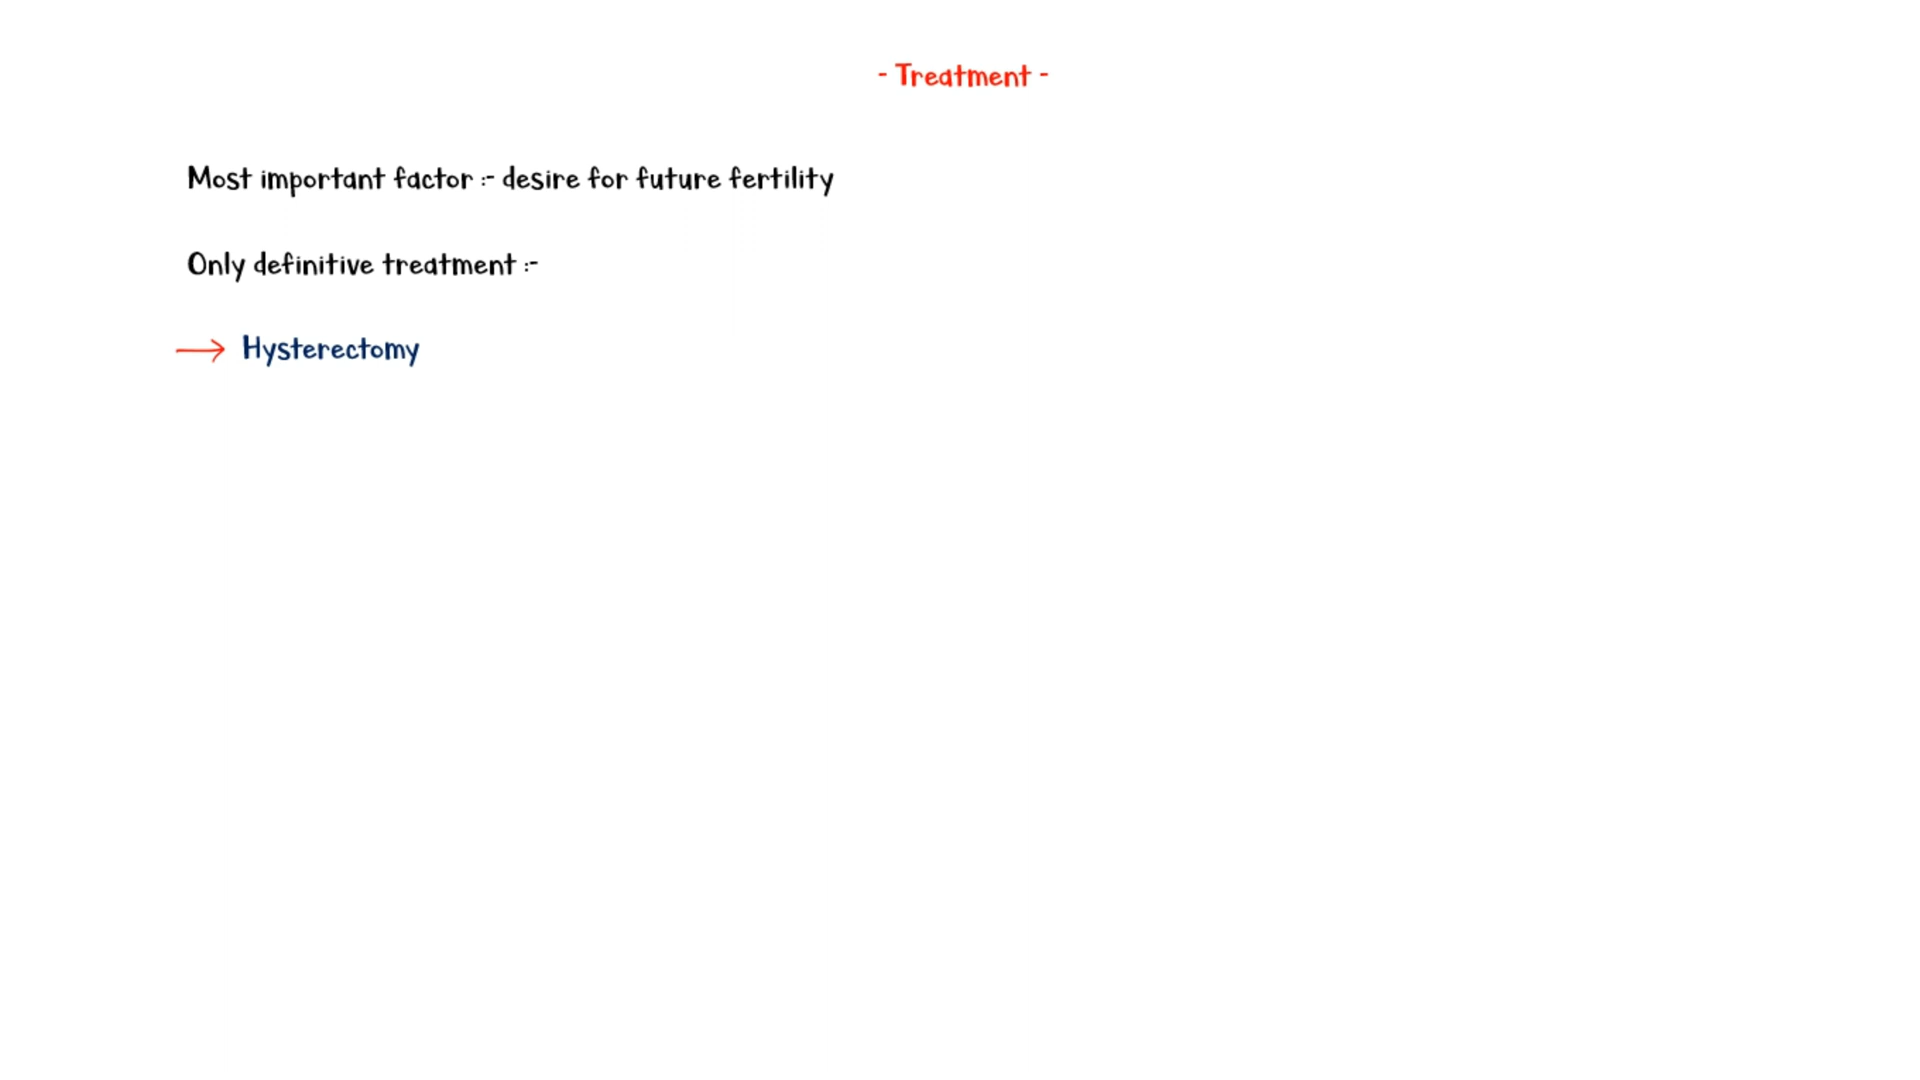 - Treatment -
Most important factor :- desire for future fertility
Only definitive treatment :-
→ Hysterectomy